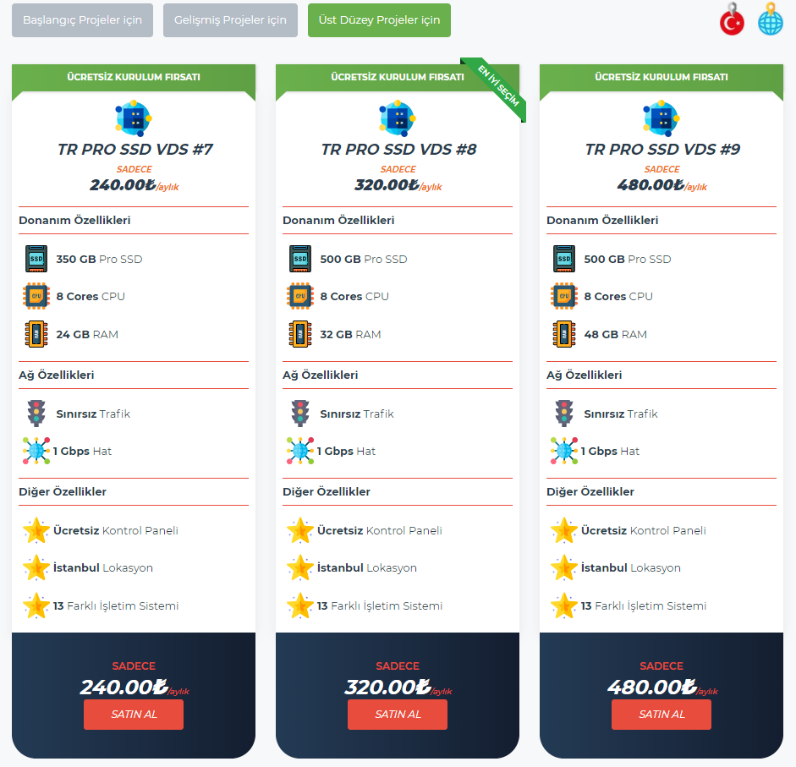 Başlangıç Projeler için
Gelişmiş Projeler için
Üst Düzey Projeler için
ÜCRETSİZ KURULUM FIRSATI
TR PRO SSD VDS #7
SADECE
240.00₺/aylık
Donanım Özellikleri
350 GB Pro SSD
8 Cores CPU
24 GB RAM
Ağ Özellikleri
Sınırsız Trafik
1 Gbps Hat
Diğer Özellikler
Ücretsiz Kontrol Paneli
İstanbul Lokasyon
13 Farklı İşletim Sistemi
SADECE
240.00₺/aylık
SATIN AL
ÜCRETSİZ KURULUM FIRSATI
EN İYİ SEÇİM
TR PRO SSD VDS #8
SADECE
320.00₺/aylık
Donanım Özellikleri
500 GB Pro SSD
8 Cores CPU
32 GB RAM
Ağ Özellikleri
Sınırsız Trafik
1 Gbps Hat
Diğer Özellikler
Ücretsiz Kontrol Paneli
İstanbul Lokasyon
13 Farklı İşletim Sistemi
SADECE
320.00₺/aylık
SATIN AL
ÜCRETSİZ KURULUM FIRSATI
TR PRO SSD VDS #9
SADECE
480.00₺/aylık
Donanım Özellikleri
500 GB Pro SSD
8 Cores CPU
48 GB RAM
Ağ Özellikleri
Sınırsız Trafik
1 Gbps Hat
Diğer Özellikler
Ücretsiz Kontrol Paneli
İstanbul Lokasyon
13 Farklı İşletim Sistemi
SADECE
480.00₺/aylık
SATIN AL